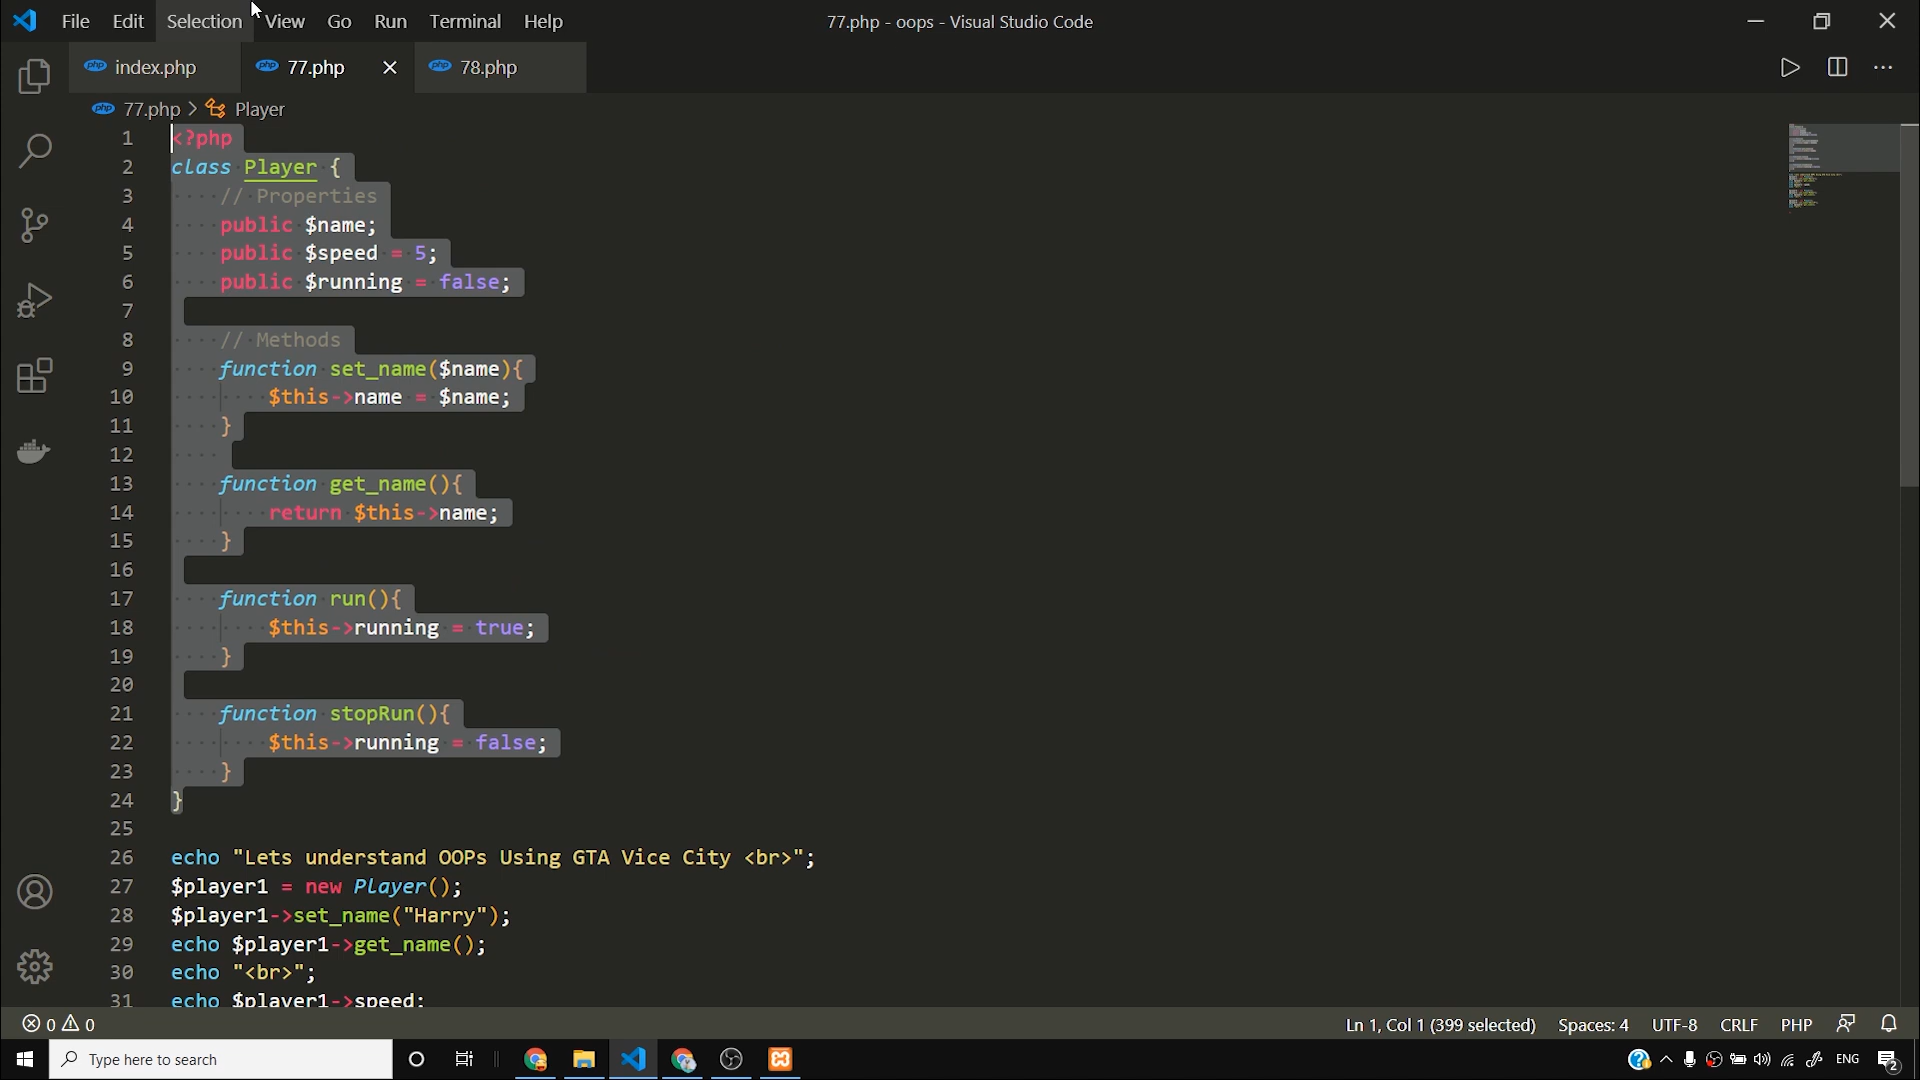 File Edit Selection View Go Run Terminal Help 77.php - oops - Visual Studio Code
php index.php php 77.php php 78.php
php 77.php > Player
1 <?php
2 class Player {
3 // Properties
4 public $name;
5 public $speed = 5;
6 public $running = false;
7
8 // Methods
9 function set_name($name){
10 $this->name = $name;
11 }
12
13 function get_name(){
14 return $this->name;
15 }
16
17 function run(){
18 $this->running = true;
19 }
20
21 function stopRun(){
22 $this->running = false;
23 }
24 }
25
26 echo "Lets understand OOPs Using GTA Vice City <br>";
27 $player1 = new Player();
28 $player1->set_name("Harry");
29 echo $player1->get_name();
30 echo "<br>";
31 echo $player1->speed;
0 0 Ln 1, Col 1 (399 selected) Spaces: 4 UTF-8 CRLF PHP
Type here to search ENG 2